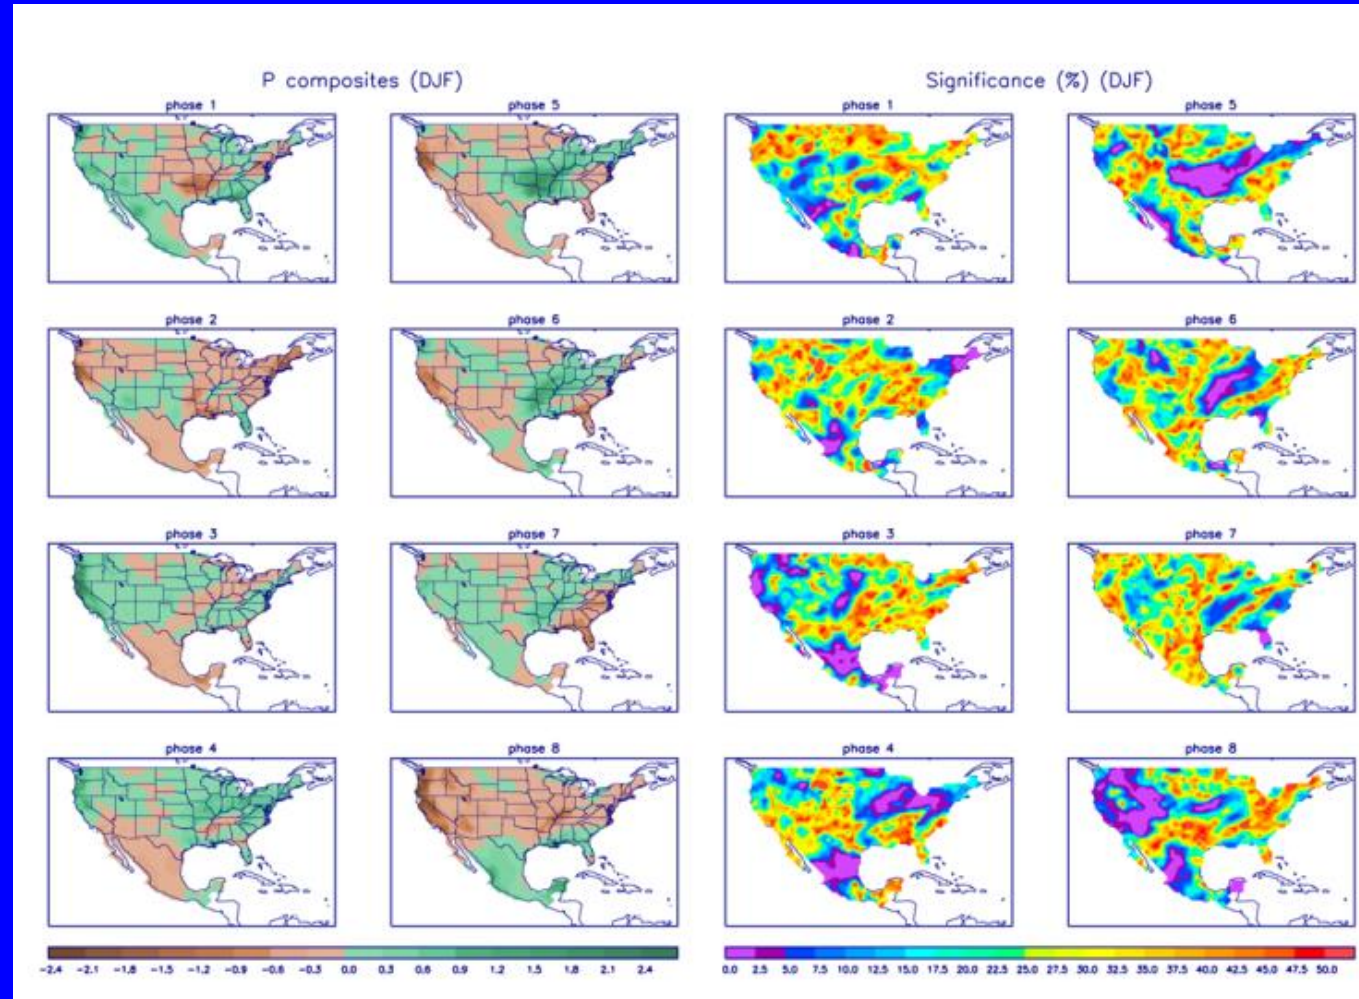 P composites (DJF)
Significance (%) (DJF)
phase 1
phase 5
phase 1
phase 5
phase 2
phase 6
phase 2
phase 6
phase 3
phase 7
phase 3
phase 7
phase 4
phase 8
phase 4
phase 8
-2.4 -2.1 -1.8 -1.5 -1.2 -0.9 -0.6 -0.3 0.0 0.3 0.6 0.9 1.2 1.5 1.8 2.1 2.4
0.0 2.5 5.0 7.5 10.0 12.5 15.0 17.5 20.0 22.5 25.0 27.5 30.0 32.5 35.0 37.5 40.0 42.5 45.0 47.5 50.0